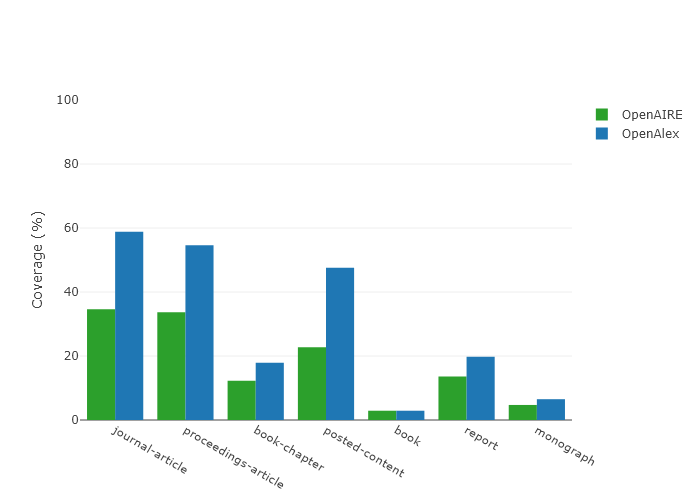 100
80
60
40
20
0
Coverage (%)
journal-article
proceedings-article
book-chapter
posted-content
book
report
monograph
OpenAIRE
OpenAlex